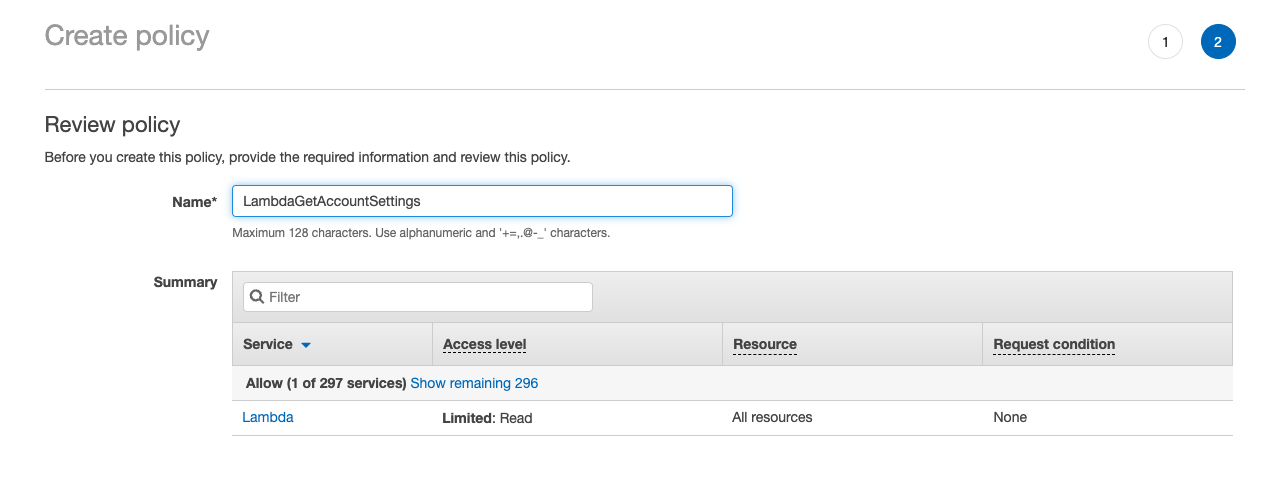 Create policy
1
2
Review policy
Before you create this policy, provide the required information and review this policy.
Name* LambdaGetAccountSettings
Maximum 128 characters. Use alphanumeric and '+=,.@-_' characters.
Summary
Filter
Service Access level Resource Request condition
Allow (1 of 297 services) Show remaining 296
Lambda Limited: Read All resources None